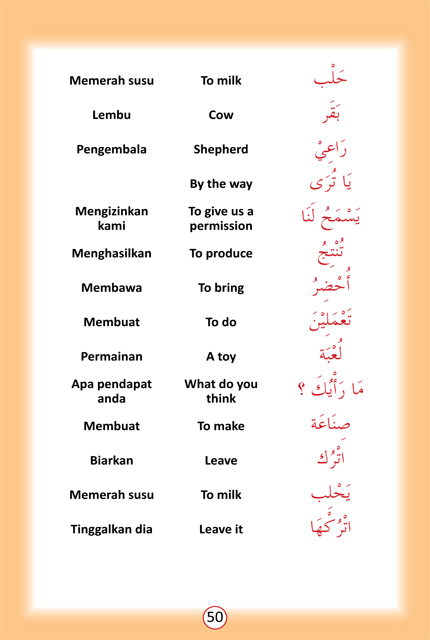 Memerah susu To milk حَلْب
Lembu Cow بَقَر
Pengembala Shepherd رَاعِيْ
By the way يَا تُرَى
Mengizinkan To give us a يَسْمَحُ لَنَا
kami permission
Menghasilkan To produce تُنْتِجُ
Membawa To bring أُحْضِرُ
Membuat To do تَعْمَلِيْنَ
Permainan A toy لُعْبَة
Apa pendapat What do you مَا رَأْيُكَ ؟
anda think
Membuat To make صِنَاعَة
Biarkan Leave اتْرُك
Memerah susu To milk يَحْلِب
Tinggalkan dia Leave it اتْرُكْهَا
50